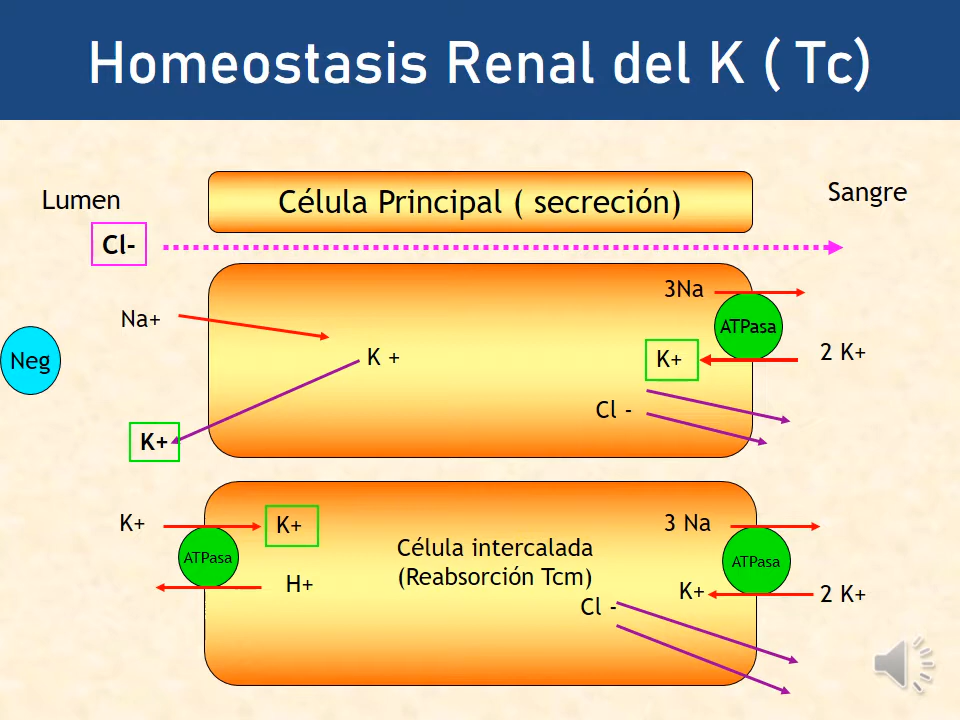 Homeostasis Renal del K ( Tc)
Lumen
Célula Principal ( secreción)
Sangre
Cl-
3Na
Na+
ATPasa
Neg
K +
K+
2 K+
Cl -
K+
K+
K+
3 Na
ATPasa
Célula intercalada
(Reabsorción Tcm)
ATPasa
H+
Cl -
K+
2 K+